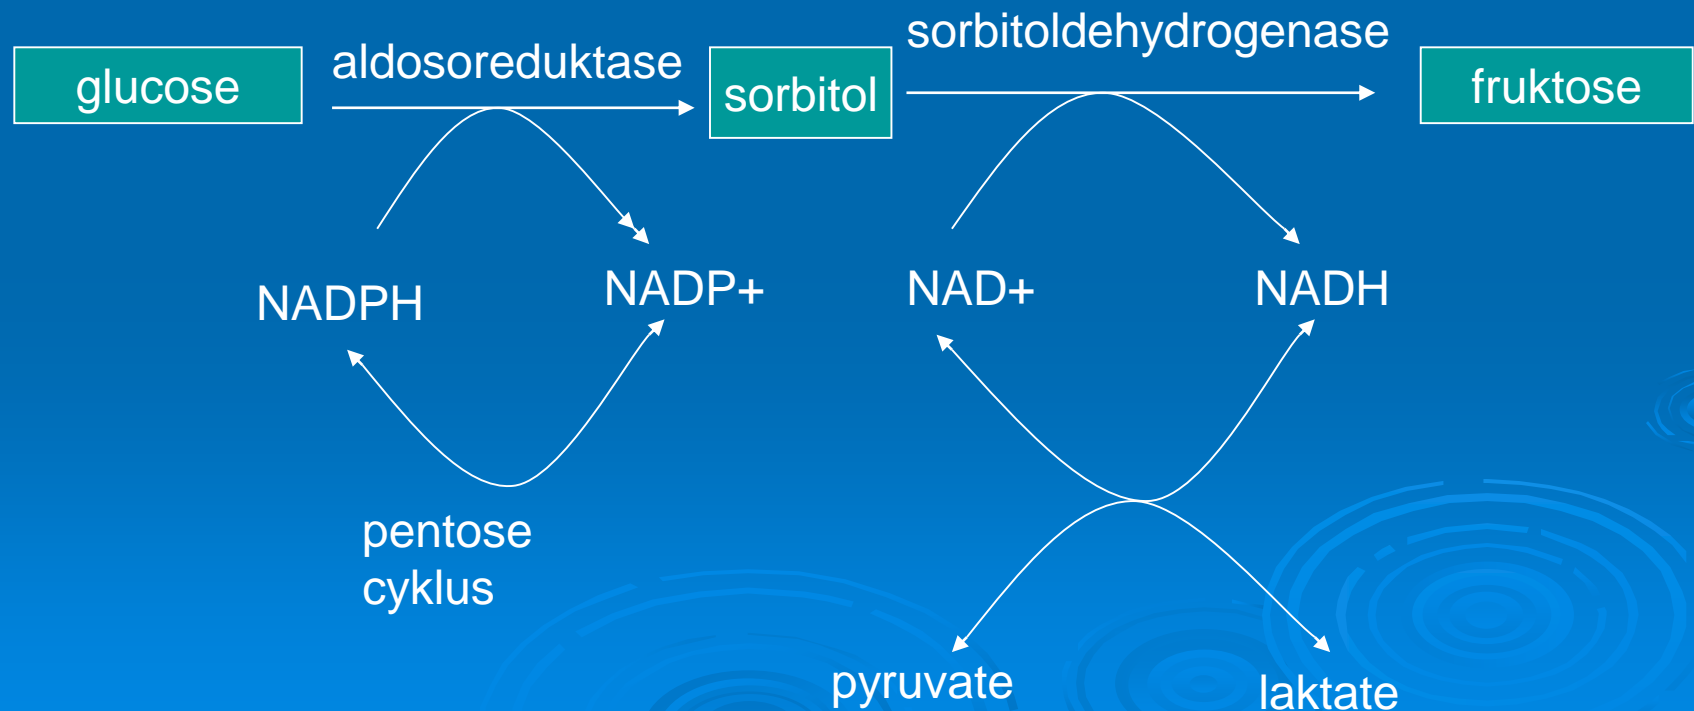 glucose
aldosoreduktase
sorbitol
sorbitoldehydrogenase
fruktose
NADPH
NADP+
NAD+
NADH
pentose
cyklus
pyruvate
laktate